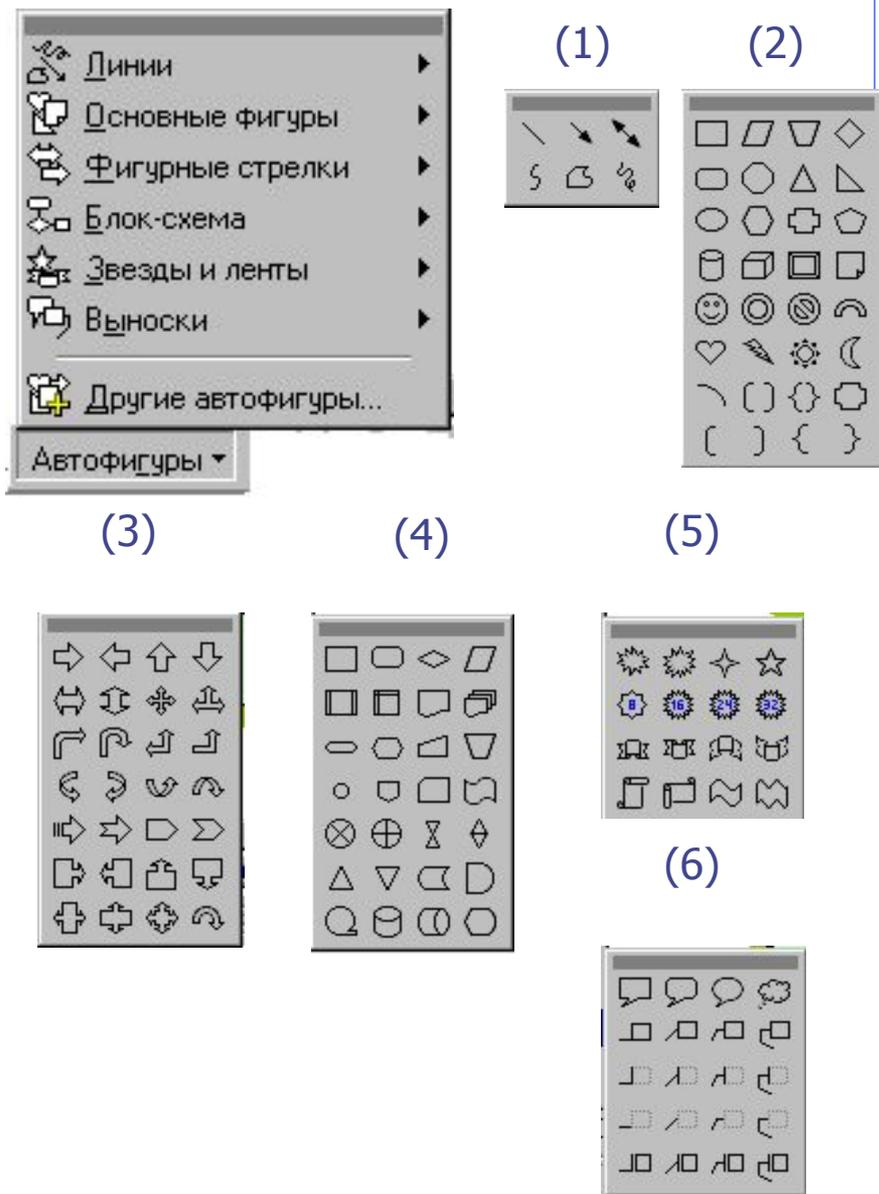 Линии
Основные фигуры
Фигурные стрелки
Блок-схема
Звезды и ленты
Выноски
Другие автофигуры...
Автофигуры
(1)
(2)
(3)
(4)
(5)
8 16 24 32
(6)